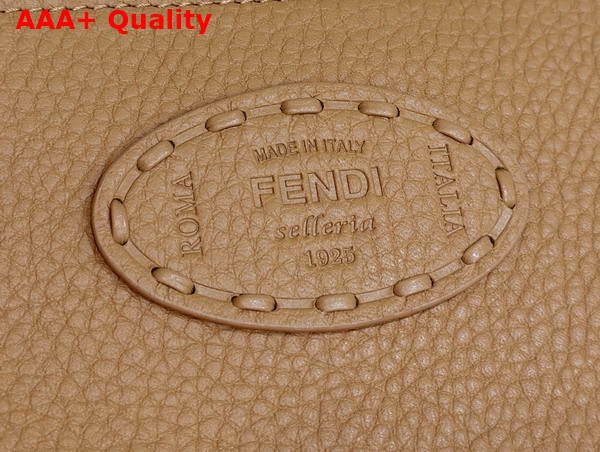 AAA+ Quality
MADE IN ITALY
ROMA
FENDI
ITALIA
selleria
1925